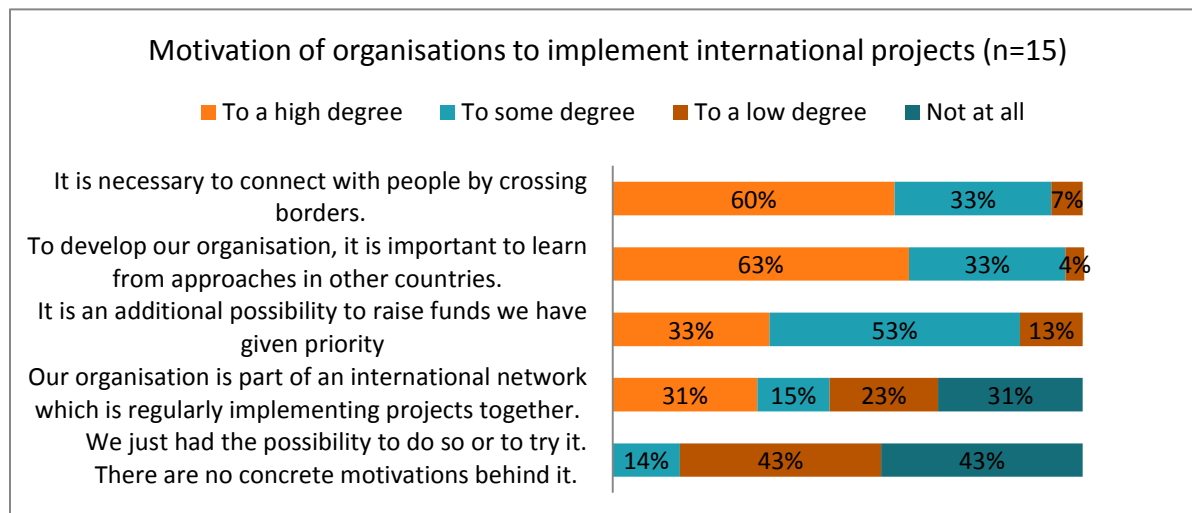 Motivation of organisations to implement international projects (n=15)
To a high degree To some degree To a low degree Not at all
It is necessary to connect with people by crossing
borders.
60% 33% 7%
To develop our organisation, it is important to learn
from approaches in other countries.
63% 33% 4%
It is an additional possibility to raise funds we have
given priority
33% 53% 13%
Our organisation is part of an international network
which is regularly implementing projects together.
31% 15% 23% 31%
We just had the possibility to do so or to try it.
There are no concrete motivations behind it.
14% 43% 43%